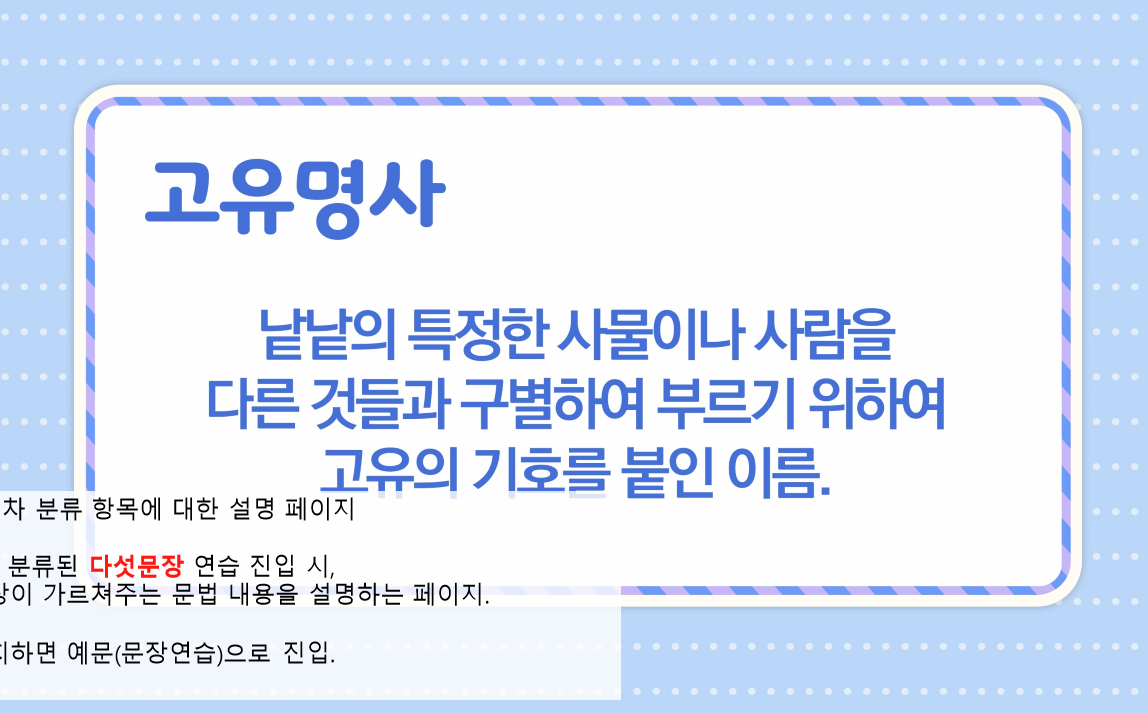 고유명사
낱낱의 특정한 사물이나 사람을
다른 것들과 구별하여 부르기 위하여
고유의 기호를 붙인 이름.
차 분류 항목에 대한 설명 페이지
분류된 다섯문장 연습 진입 시,
가르쳐주는 문법 내용을 설명하는 페이지.
예문(문장연습)으로 진입.